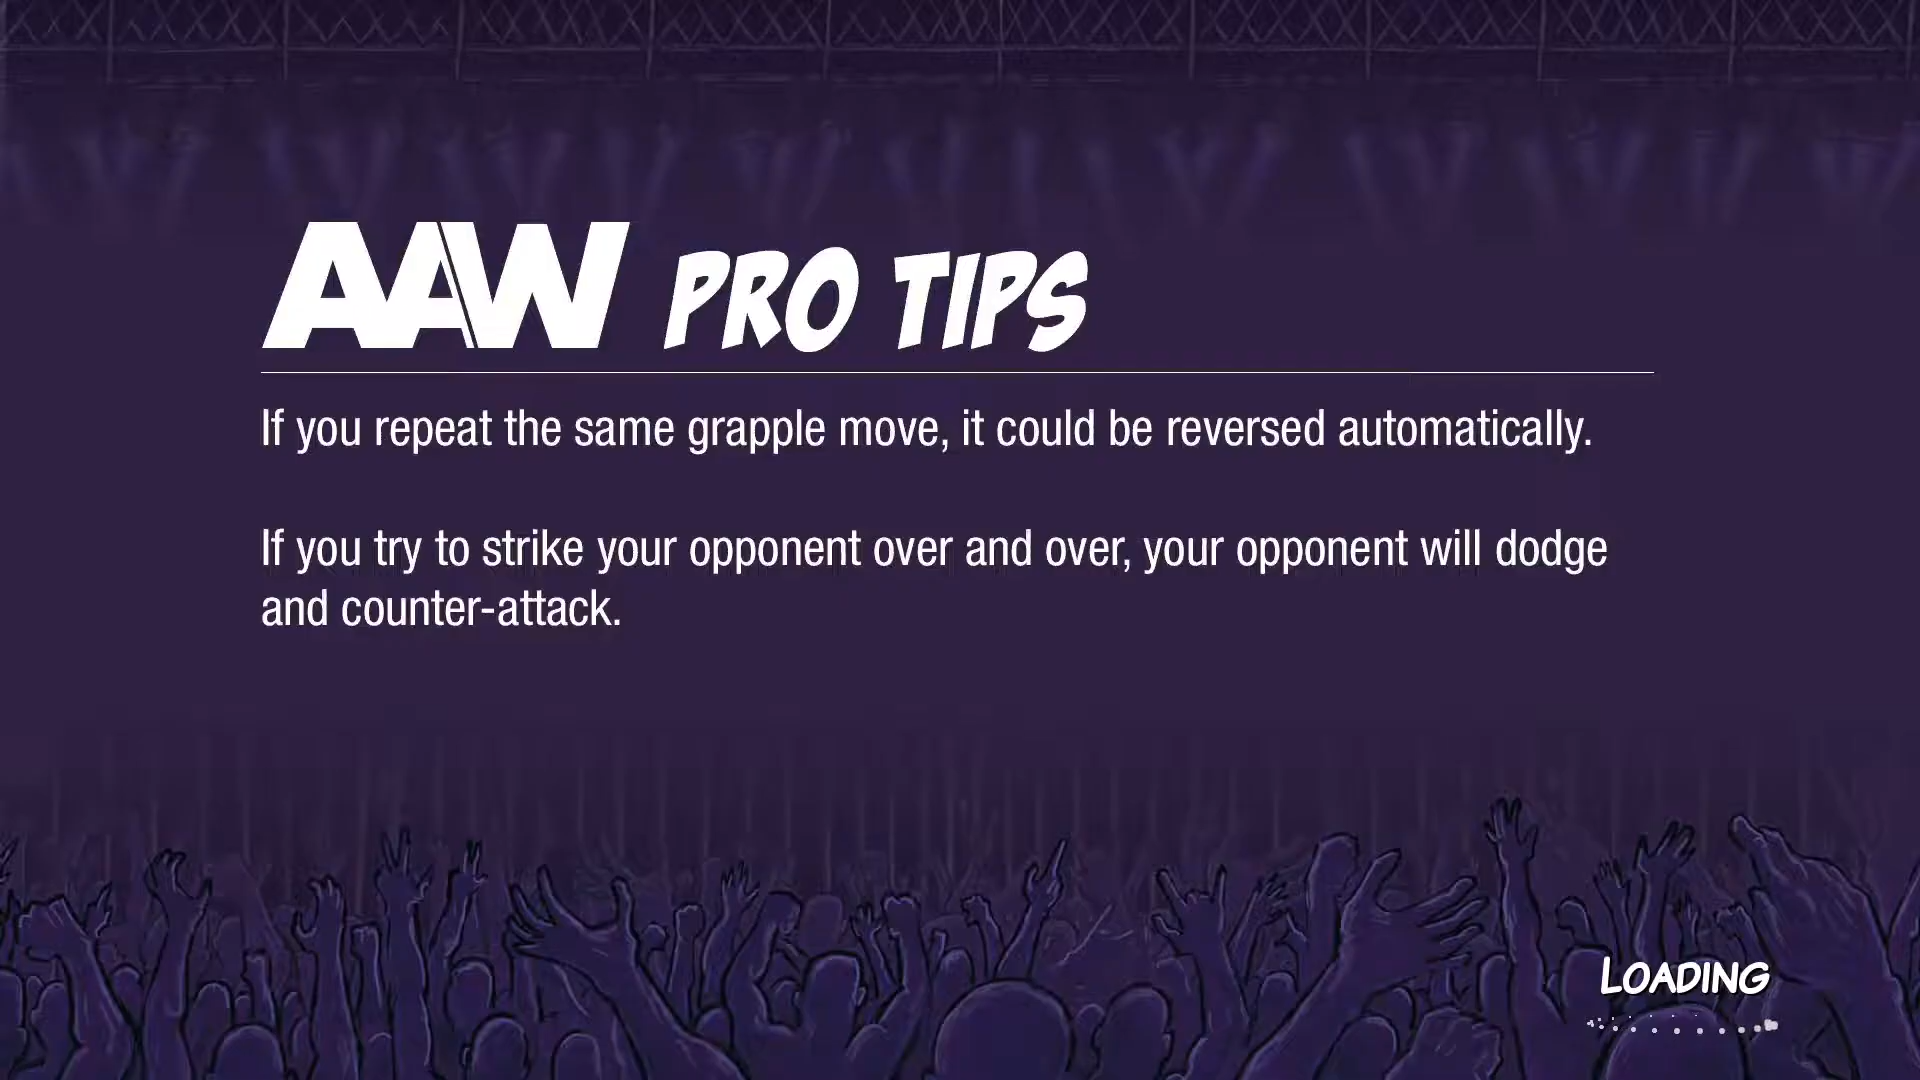 AAW PRO TIPS
If you repeat the same grapple move, it could be reversed automatically.
If you try to strike your opponent over and over, your opponent will dodge
and counter-attack.
LOADING